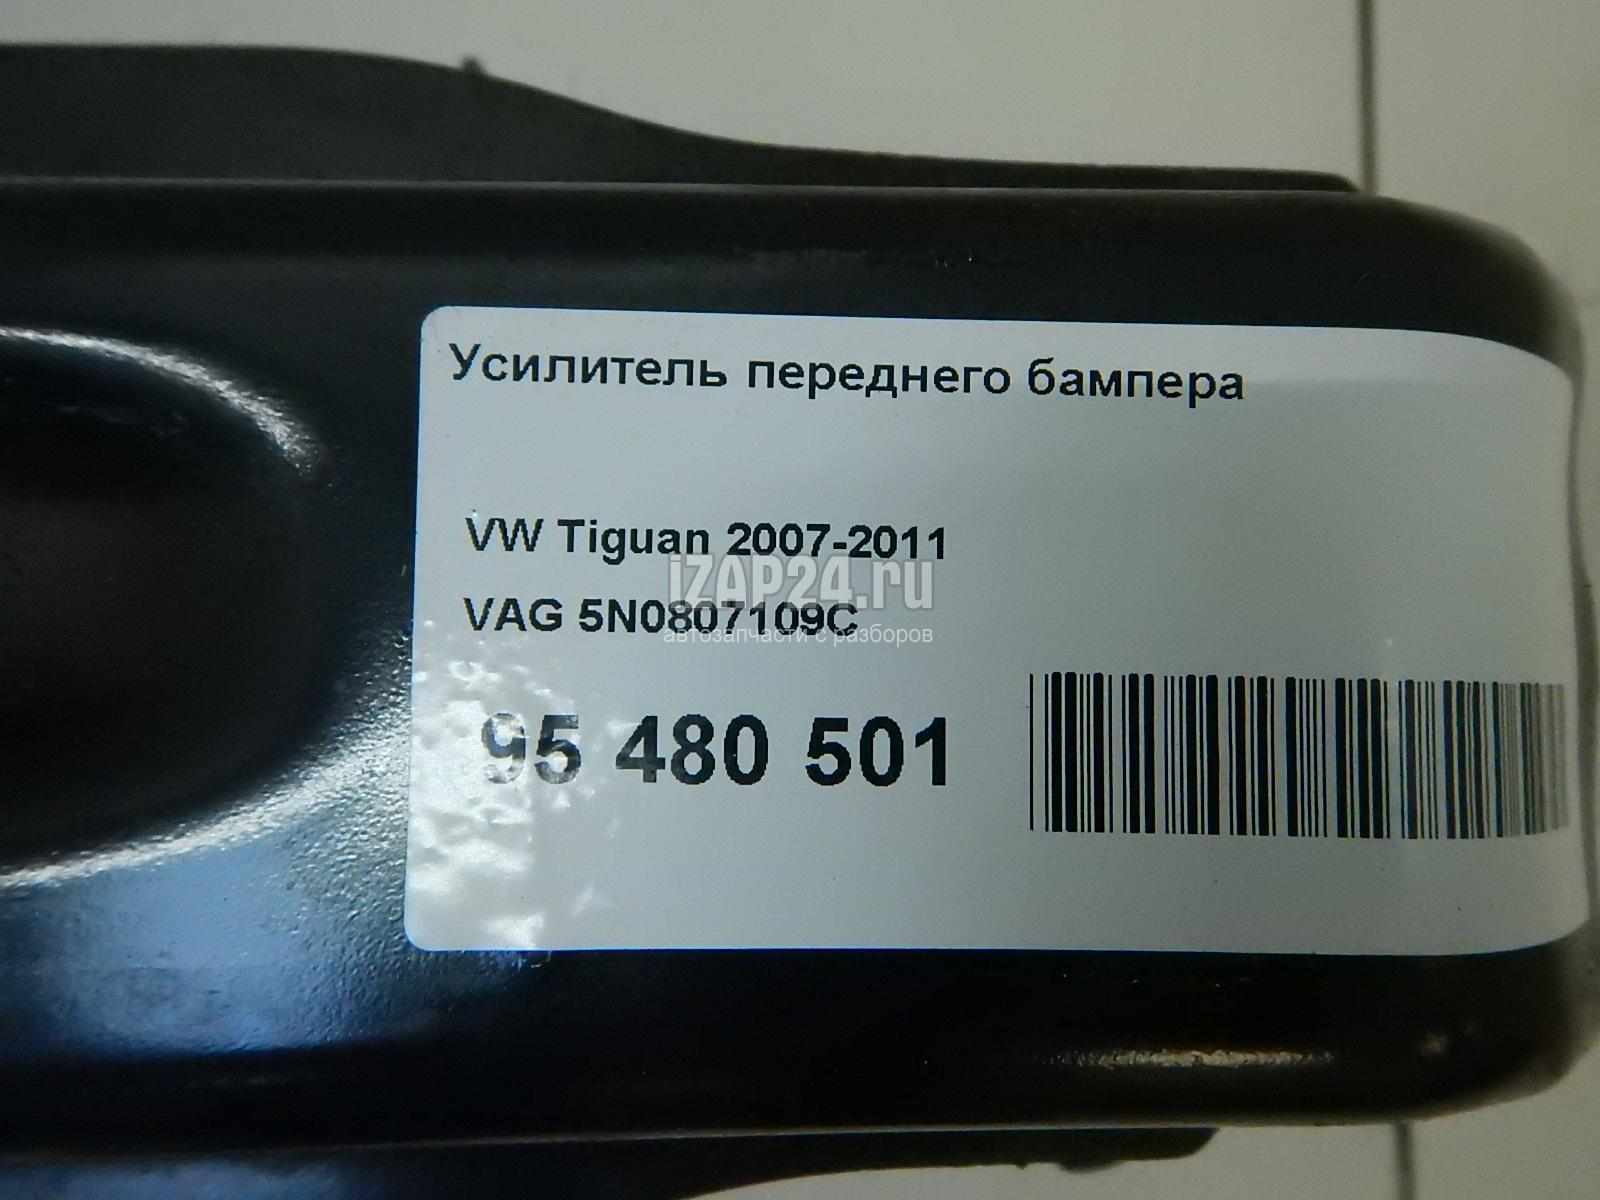 Усилитель переднего бампера
VW Tiguan 2007-2011
iZAP24.ru
VAG 5N0807109C
автозапчасти с разборов
95 480 501